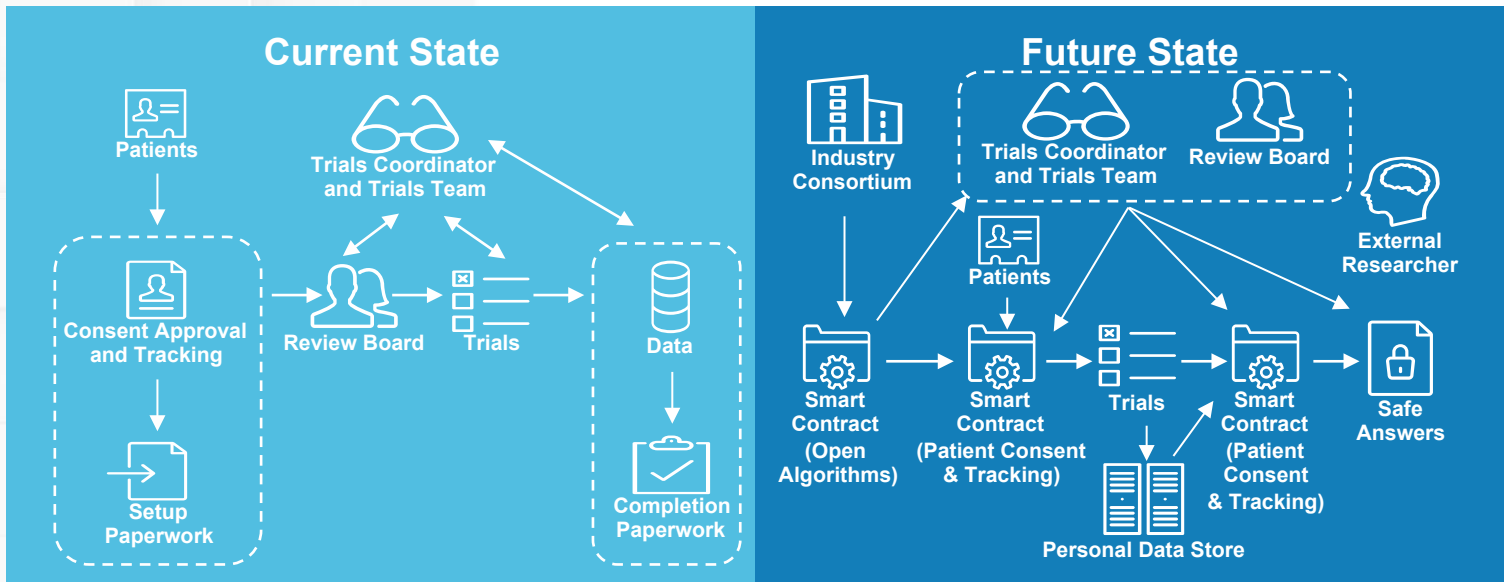 Current State
Patients
Trials Coordinator
and Trials Team
Consent Approval
and Tracking
Review Board
Trials
Data
Setup
Paperwork
Completion
Paperwork
Future State
Industry
Consortium
Trials Coordinator
and Trials Team
Review Board
External
Researcher
Patients
Smart
Contract
(Open
Algorithms)
Smart
Contract
(Patient Consent
& Tracking)
Trials
Smart
Contract
(Patient
Consent
& Tracking)
Safe
Answers
Personal Data Store